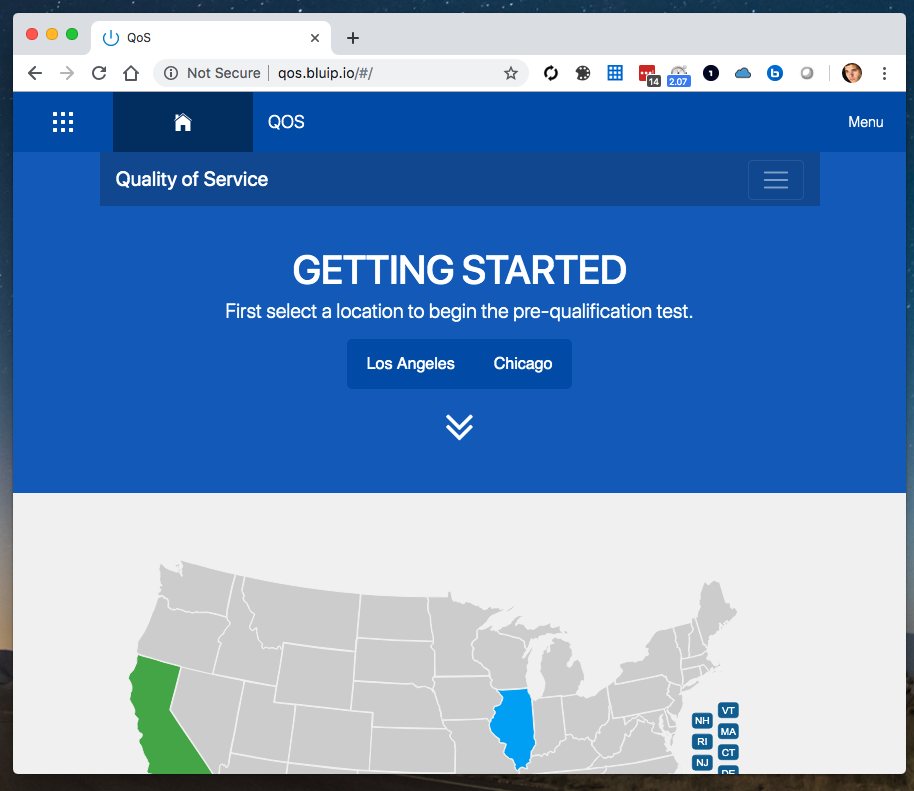 QoS
Not Secure | qos.bluip.io/#/
14
2.07
1
b
QOS
Menu
Quality of Service
GETTING STARTED
First select a location to begin the pre-qualification test.
Los Angeles
Chicago
VT
NH
MA
RI
CT
NJ
DE